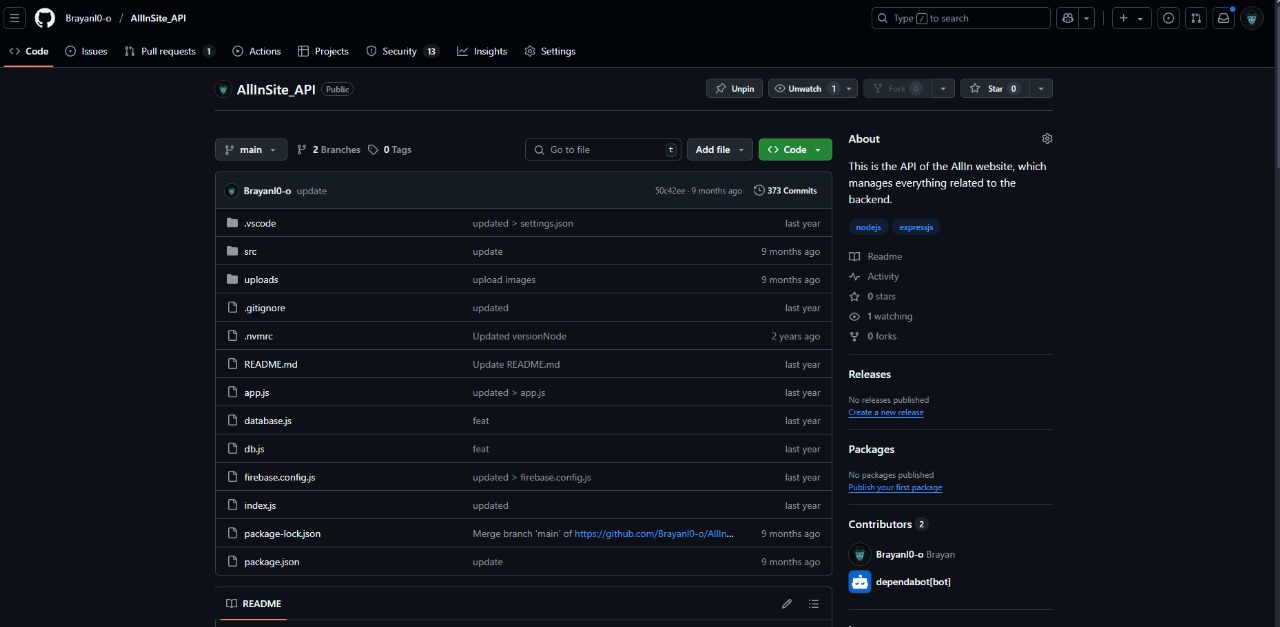 BrayanI0-o / AllInSite_API
Type / to search
Code Issues Pull requests 1 Actions Projects Security 13 Insights Settings
AllInSite_API Public
Unpin Unwatch 1 Fork 0 Star 0
main 2 Branches 0 Tags Go to file t Add file Code
BrayanI0-o update 50c42ee · 9 months ago 373 Commits
.vscode updated > settings.json last year
src update 9 months ago
uploads upload images 9 months ago
.gitignore updated last year
.nvmrc Updated versionNode 2 years ago
README.md Update README.md last year
app.js updated > app.js last year
database.js feat last year
db.js feat last year
firebase.config.js updated > firebase.config.js last year
index.js updated last year
package-lock.json Merge branch 'main' of https://github.com/BrayanI0-o/AllIn... 9 months ago
package.json update 9 months ago
README
About
This is the API of the AllIn website, which
manages everything related to the
backend.
nodejs expressjs
Readme
Activity
0 stars
1 watching
0 forks
Releases
No releases published
Create a new release
Packages
No packages published
Publish your first package
Contributors 2
BrayanI0-o Brayan
dependabot[bot]